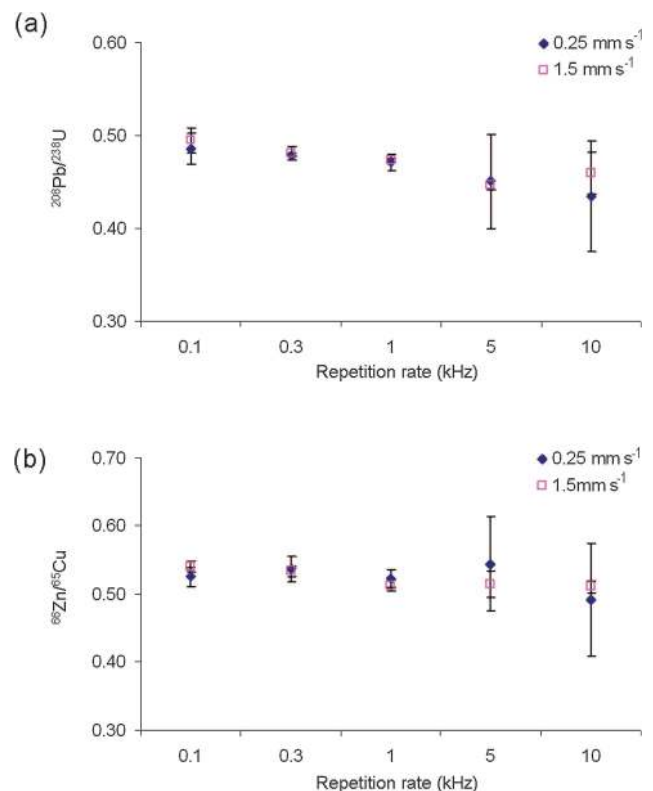 (a)
0.60
0.50
0.40
0.30
²⁰⁸Pb/²³⁸U
0.25 mm s⁻¹
1.5 mm s⁻¹
0.1 0.3 1 5 10
Repetition rate (kHz)
(b)
0.70
0.60
0.50
0.40
0.30
⁶⁶Zn/⁶⁵Cu
0.25 mm s⁻¹
1.5mm s⁻¹
0.1 0.3 1 5 10
Repetition rate (kHz)